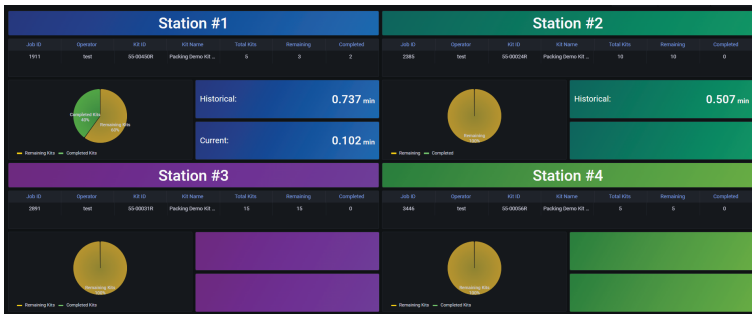 Station #1
Job ID Operator Kit ID Kit Name Total Kits Remaining Completed
1911 test 55-00450R Packing Demo Kit ... 5 3 2
Completed Kits
40%
Remaining Kits
60%
Remaining Kits Completed Kits
Historical: 0.737 min
Current: 0.102 min
Station #2
Job ID Operator Kit ID Kit Name Total Kits Remaining Completed
2385 test 55-00024R Packing Demo Kit ... 10 10 0
Remaining
100%
Remaining Completed
Historical: 0.507 min
Station #3
Job ID Operator Kit ID Kit Name Total Kits Remaining Completed
2891 test 55-00031R Packing Demo Kit ... 15 15 0
Remaining Kits
100%
Remaining Kits Completed Kits
Station #4
Job ID Operator Kit ID Kit Name Total Kits Remaining Completed
3446 test 55-00056R Packing Demo Kit ... 5 5 0
Remaining Kits
100%
Remaining Kits Completed Kits